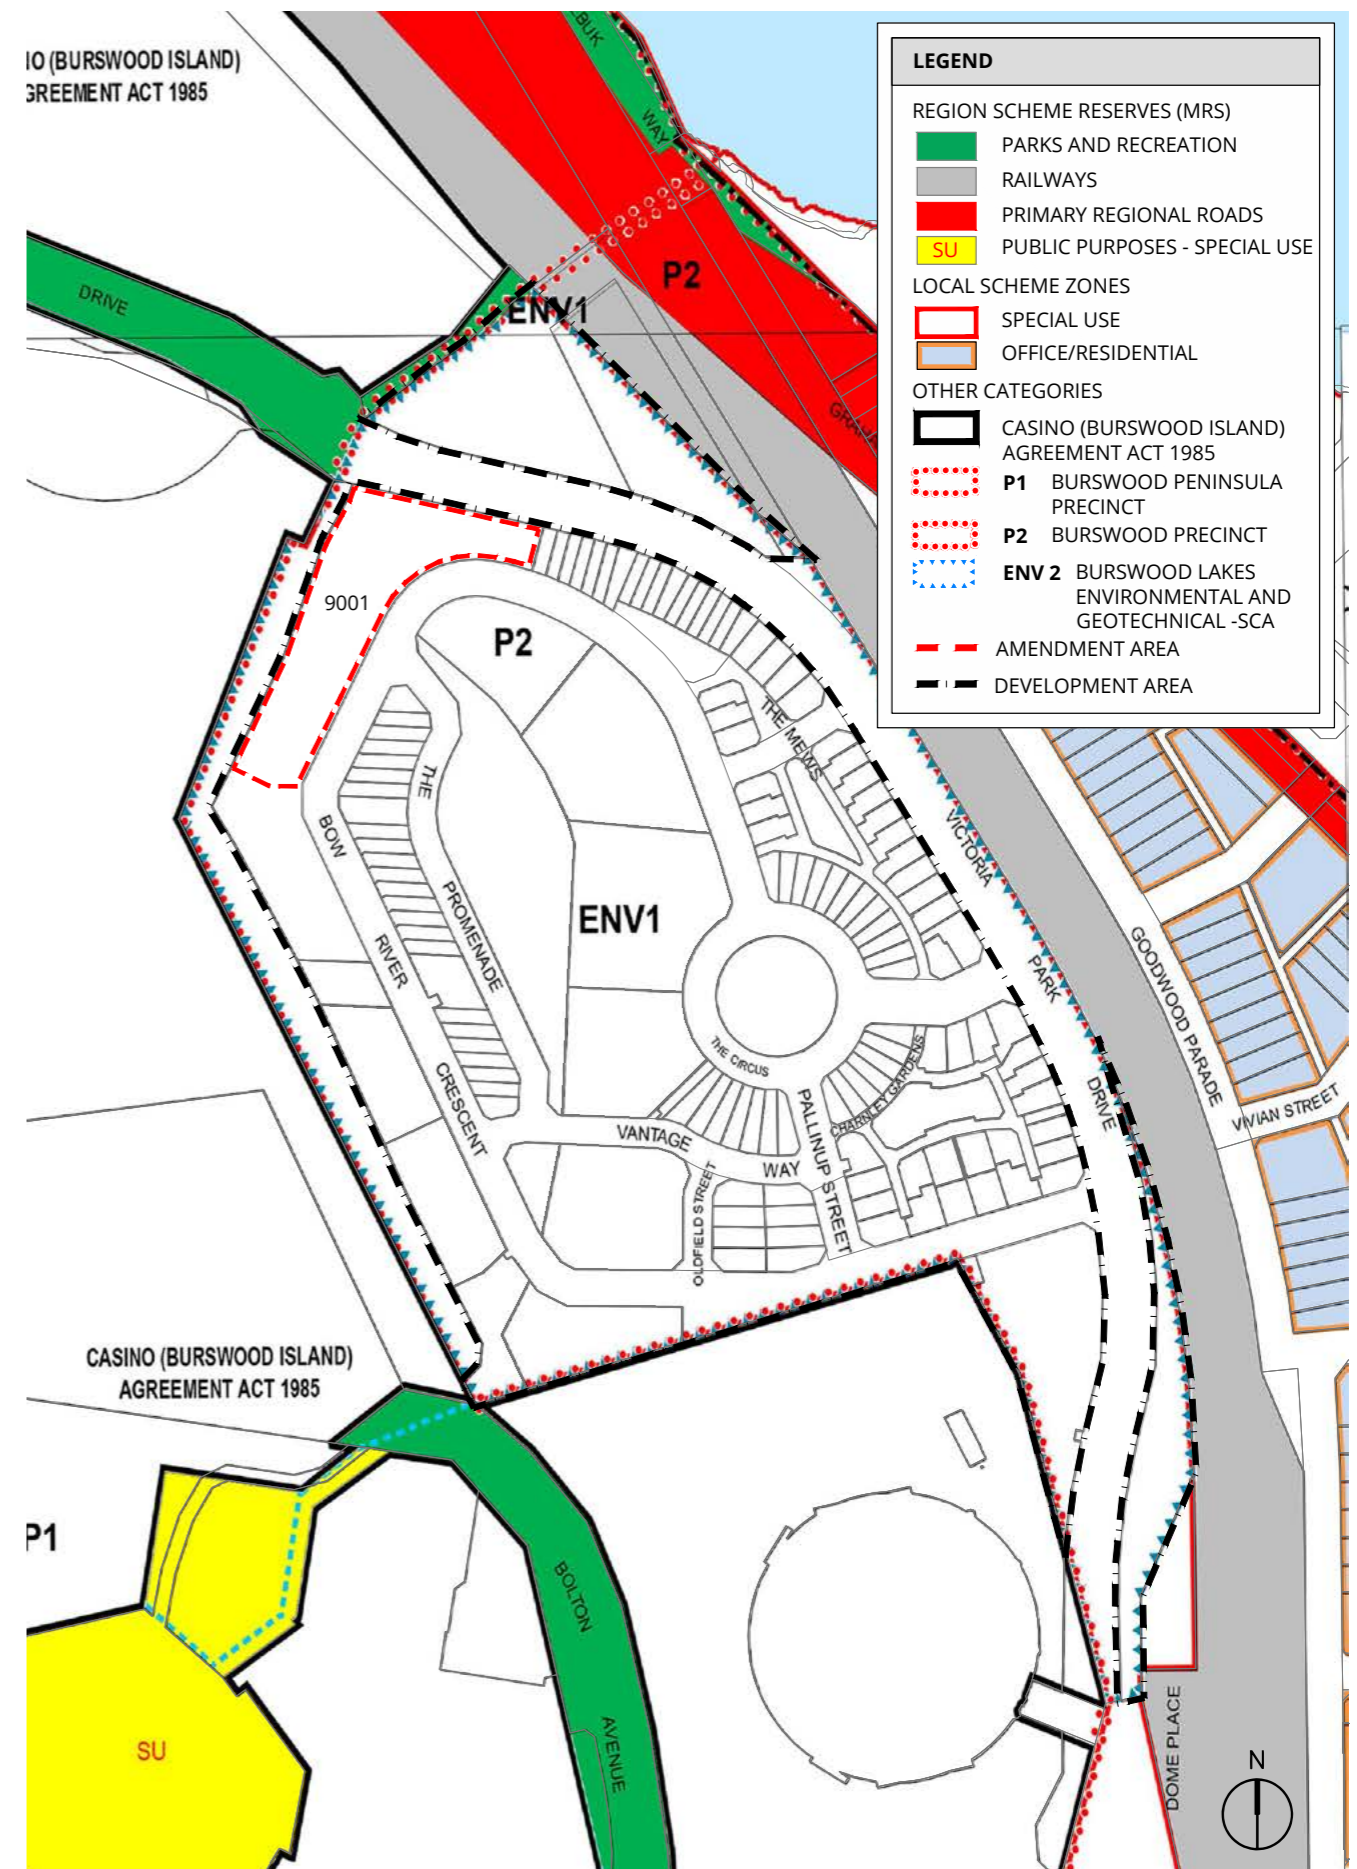 IO (BURSWOOD ISLAND)
GREEMENT ACT 1985
EBUK
WAY
DRIVE
ENV1
P2
GRAHA
LEGEND
REGION SCHEME RESERVES (MRS)
PARKS AND RECREATION
RAILWAYS
PRIMARY REGIONAL ROADS
SU PUBLIC PURPOSES - SPECIAL USE
LOCAL SCHEME ZONES
SPECIAL USE
OFFICE/RESIDENTIAL
OTHER CATEGORIES
CASINO (BURSWOOD ISLAND)
AGREEMENT ACT 1985
P1 BURSWOOD PENINSULA
PRECINCT
P2 BURSWOOD PRECINCT
ENV 2 BURSWOOD LAKES
ENVIRONMENTAL AND
GEOTECHNICAL -SCA
AMENDMENT AREA
DEVELOPMENT AREA
9001
P2
THE MEWS
THE
PROMENADE
BOW
RIVER
CRESCENT
ENV1
VICTORIA
PARK
DRIVE
GOODWOOD PARADE
VIVIAN STREET
THE CIRCUS
CHARNLEY GARDENS
PALLINUP STREET
VANTAGE
WAY
OLDFIELD STREET
CASINO (BURSWOOD ISLAND)
AGREEMENT ACT 1985
P1
BOLTON
AVENUE
SU
DOME PLACE
N